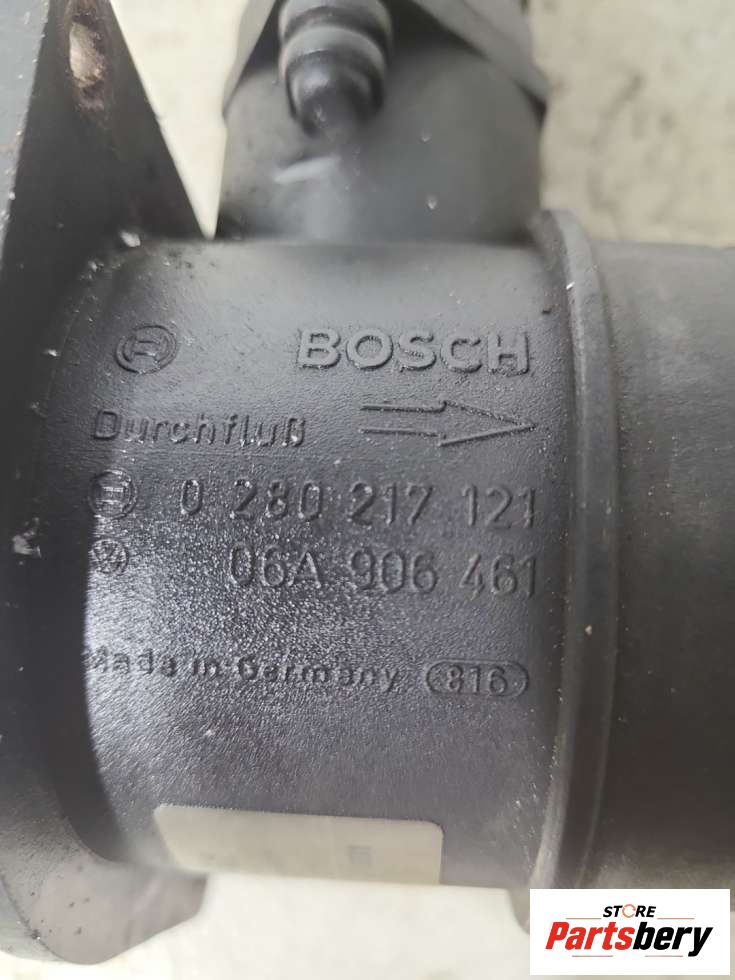 BOSCH
Durchfluß
0 280 217 121
06A 906 461
Made in Germany 816
STORE
Partsbery